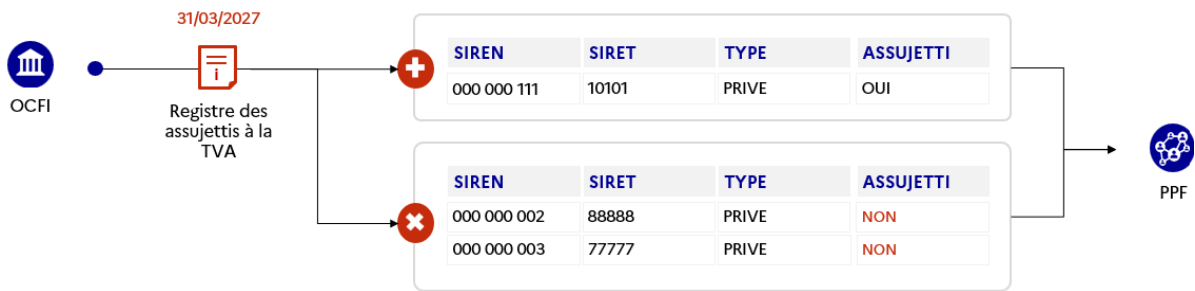 31/03/2027
OCFI
Registre des
assujettis à la
TVA
SIREN SIRET TYPE ASSUJETTI
000 000 111 10101 PRIVE OUI
SIREN SIRET TYPE ASSUJETTI
000 000 002 88888 PRIVE NON
000 000 003 77777 PRIVE NON
PPF